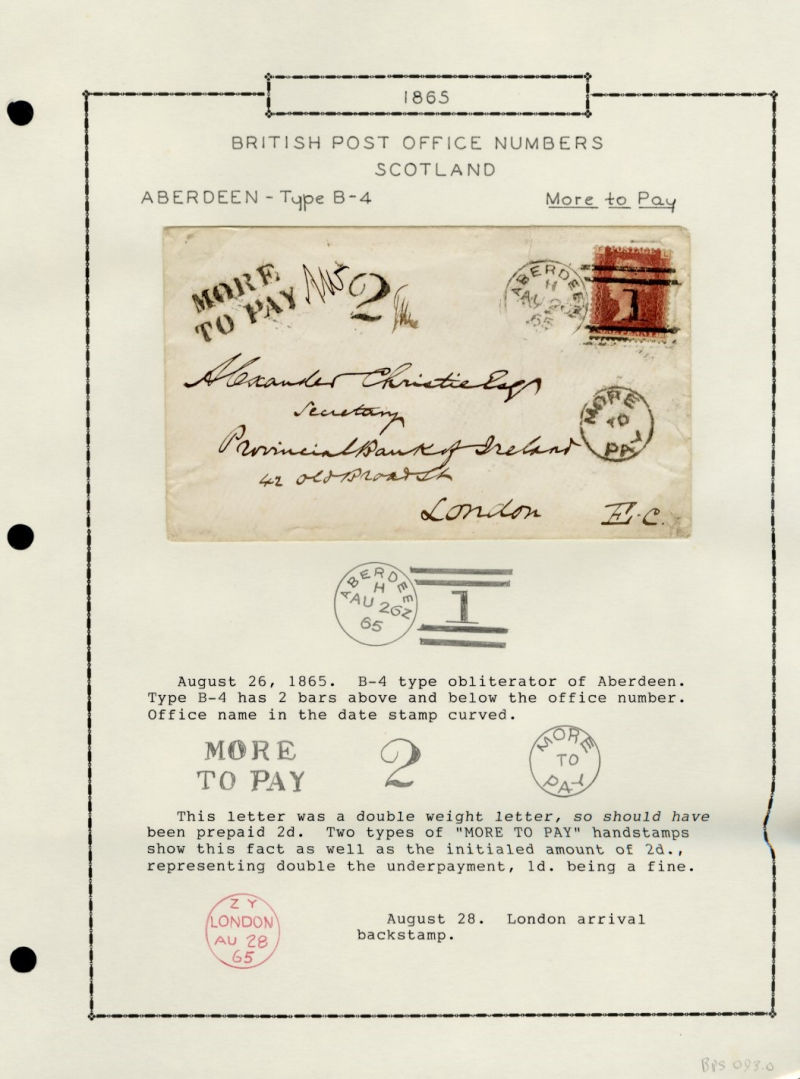 1865
BRITISH POST OFFICE NUMBERS
SCOTLAND
ABERDEEN - Type B-4 More to Pay
MORE
TO PAY
2
ABERDEEN
H
AU 26
65
1
Alexander Christie Esqr
Secretary
Provincial Bank of Ireland
42 Old Broad St
London E.C.
MORE
TO
PAY
ABERDEEN
H
AU 26
65
1
August 26, 1865. B-4 type obliterator of Aberdeen.
Type B-4 has 2 bars above and below the office number.
Office name in the date stamp curved.
MORE
TO PAY
2
MORE
TO
PAY
This letter was a double weight letter, so should have
been prepaid 2d. Two types of "MORE TO PAY" handstamps
show this fact as well as the initialed amount of 2d.,
representing double the underpayment, 1d. being a fine.
Z Y
LONDON
AU 28
65
August 28. London arrival
backstamp.
BPS 093.0